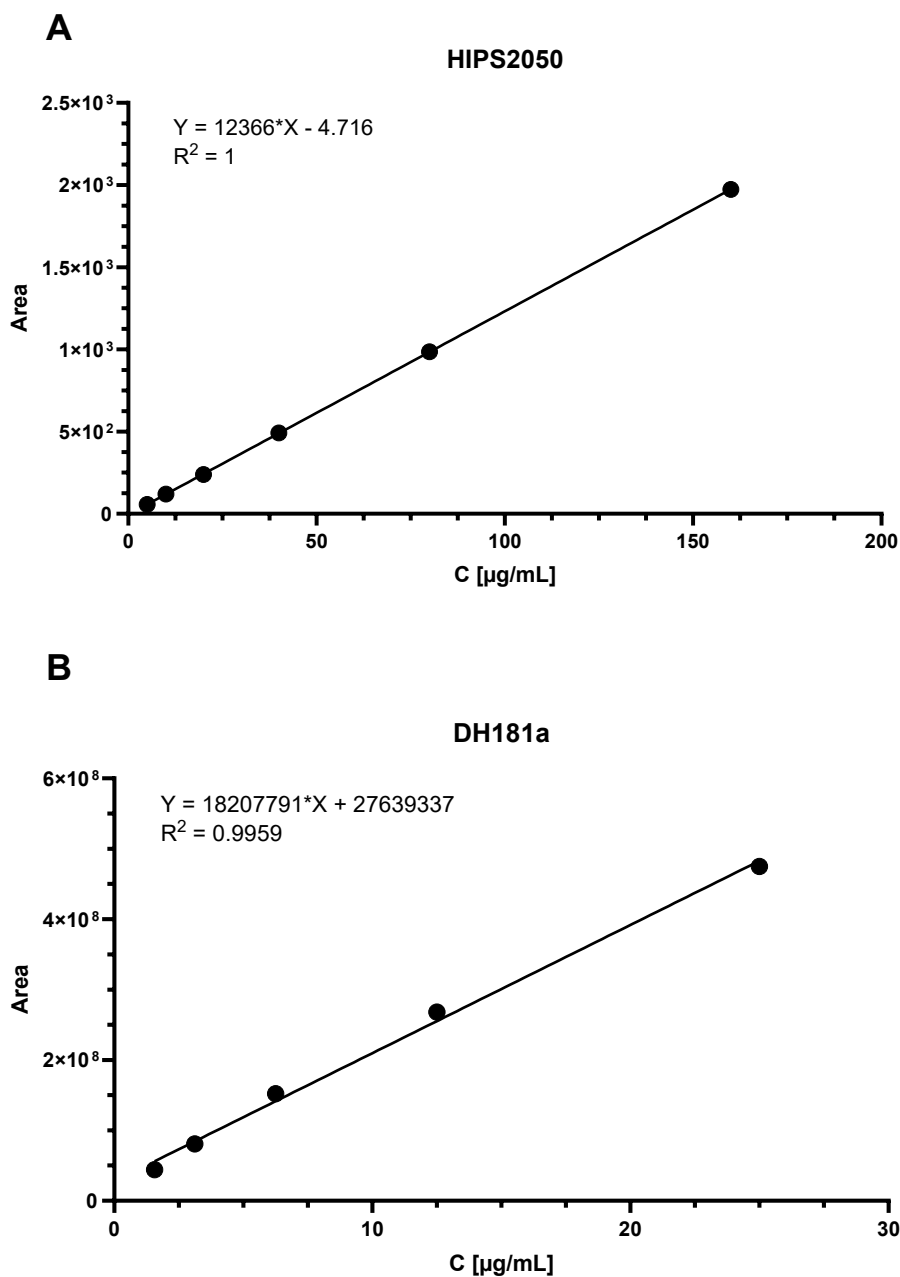 A
HIPS2050
Y = 12366*X - 4.716
R² = 1
2.5×10³
2×10³
1.5×10³
1×10³
5×10²
0
Area
0 50 100 150 200
C [µg/mL]
B
DH181a
Y = 18207791*X + 27639337
R² = 0.9959
6×10⁸
4×10⁸
2×10⁸
0
Area
0 10 20 30
C [µg/mL]